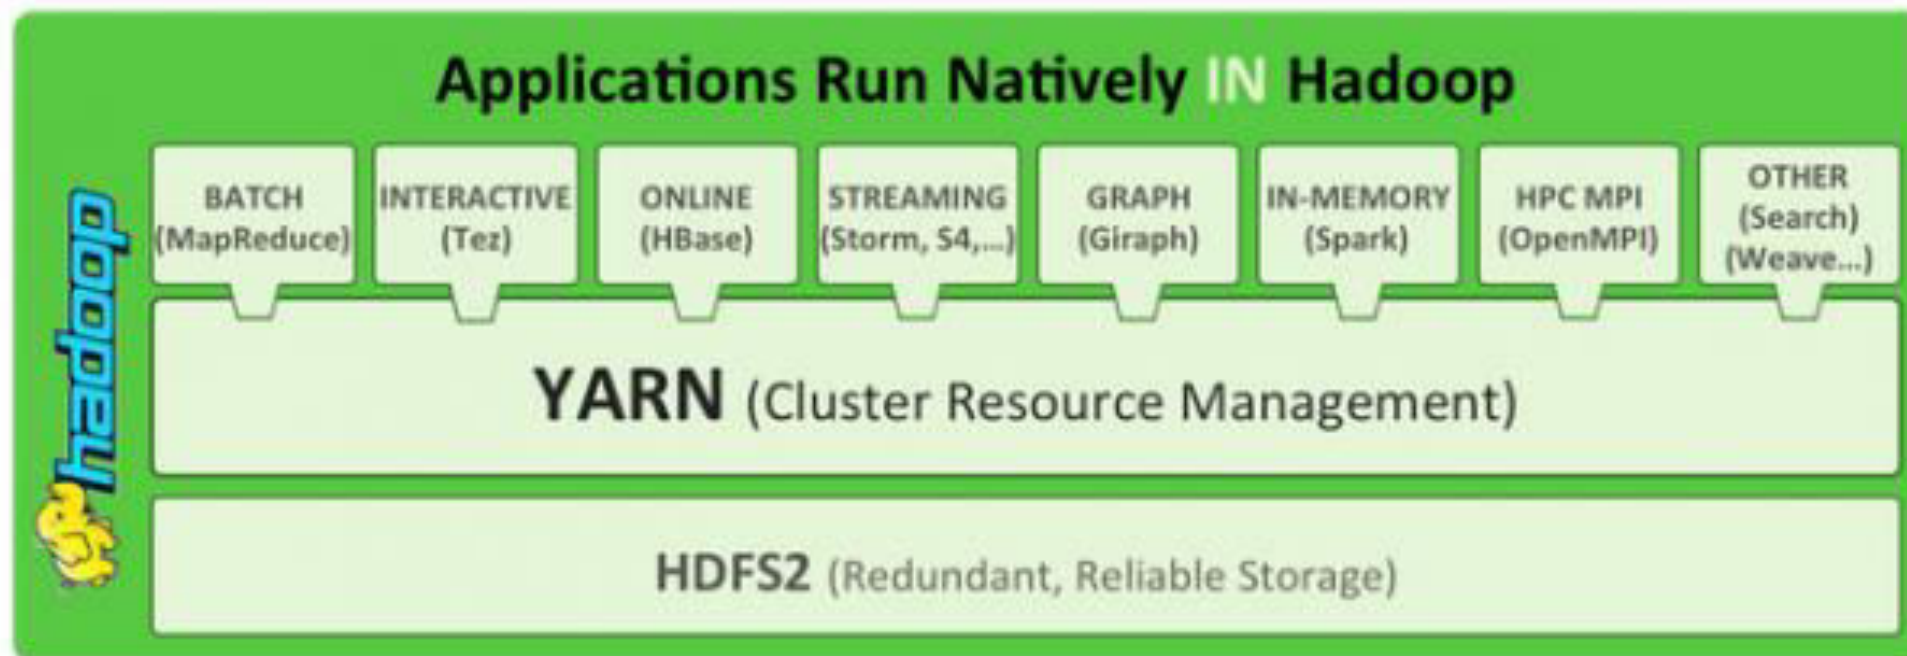 Applications Run Natively IN Hadoop
hadoop
BATCH
(MapReduce)
INTERACTIVE
(Tez)
ONLINE
(HBase)
STREAMING
(Storm, S4,...)
GRAPH
(Giraph)
IN-MEMORY
(Spark)
HPC MPI
(OpenMPI)
OTHER
(Search)
(Weave...)
YARN (Cluster Resource Management)
HDFS2 (Redundant, Reliable Storage)